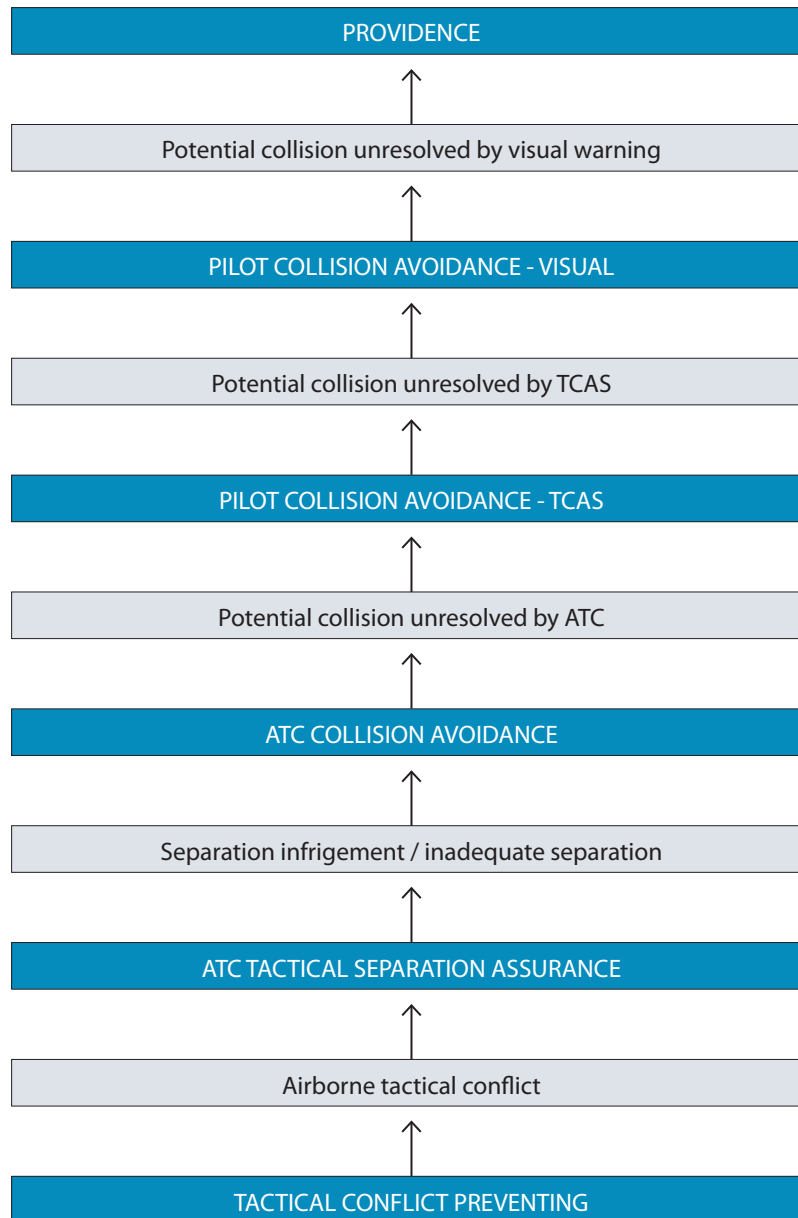 PROVIDENCE
Potential collision unresolved by visual warning
PILOT COLLISION AVOIDANCE - VISUAL
Potential collision unresolved by TCAS
PILOT COLLISION AVOIDANCE - TCAS
Potential collision unresolved by ATC
ATC COLLISION AVOIDANCE
Separation infrigement / inadequate separation
ATC TACTICAL SEPARATION ASSURANCE
Airborne tactical conflict
TACTICAL CONFLICT PREVENTING